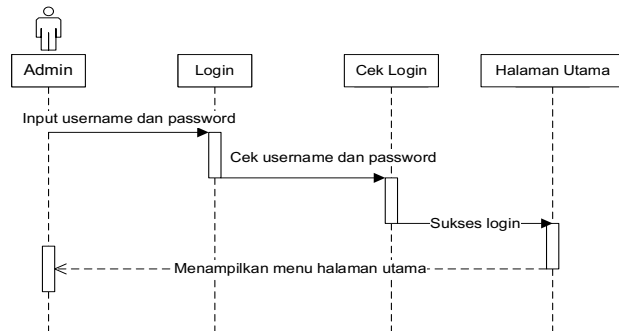 Admin
Login
Cek Login
Halaman Utama
Input username dan password
Cek username dan password
Sukses login
Menampilkan menu halaman utama